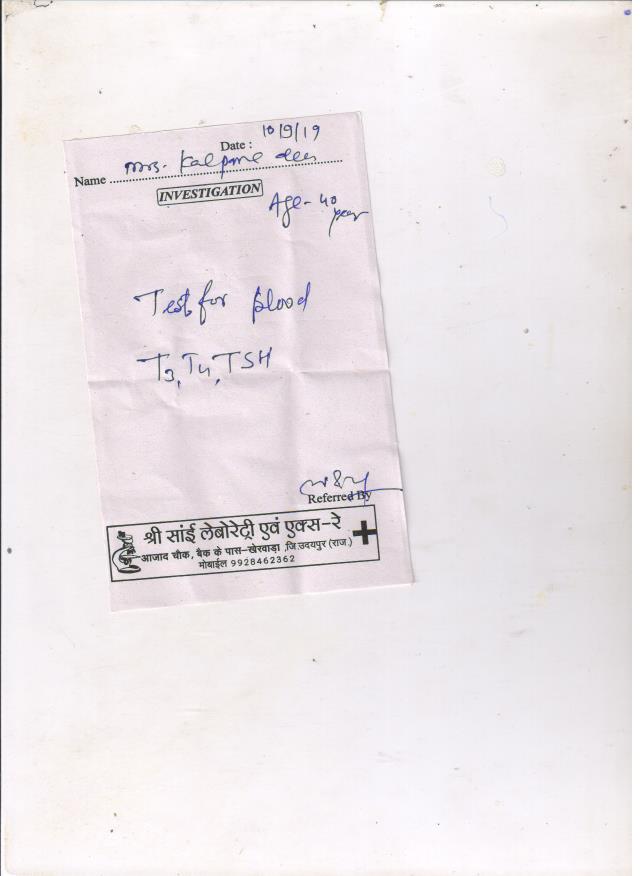 Date : 10/9/19
Name Mrs. Kalpana
INVESTIGATION
Age - 40 year
Test for blood
T3, T4, TSH
Referred By
श्री सांई लेबोरेट्री एवं एक्स-रे
आजाद चौक, बैक के पास-खेरवाड़ा ,जि.उदयपुर (राज.)
मोबाईल 9928462362